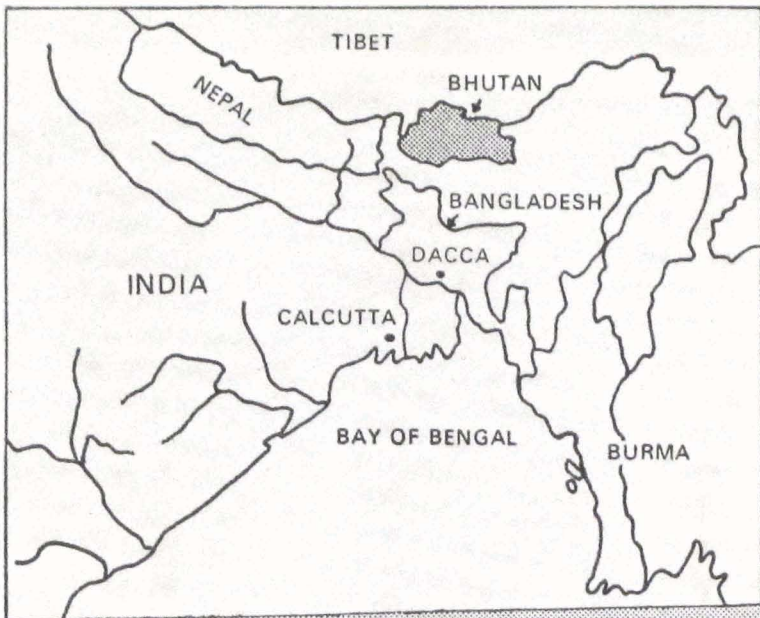 TIBET
BHUTAN
NEPAL
BANGLADESH
DACCA
INDIA
CALCUTTA
BAY OF BENGAL
BURMA